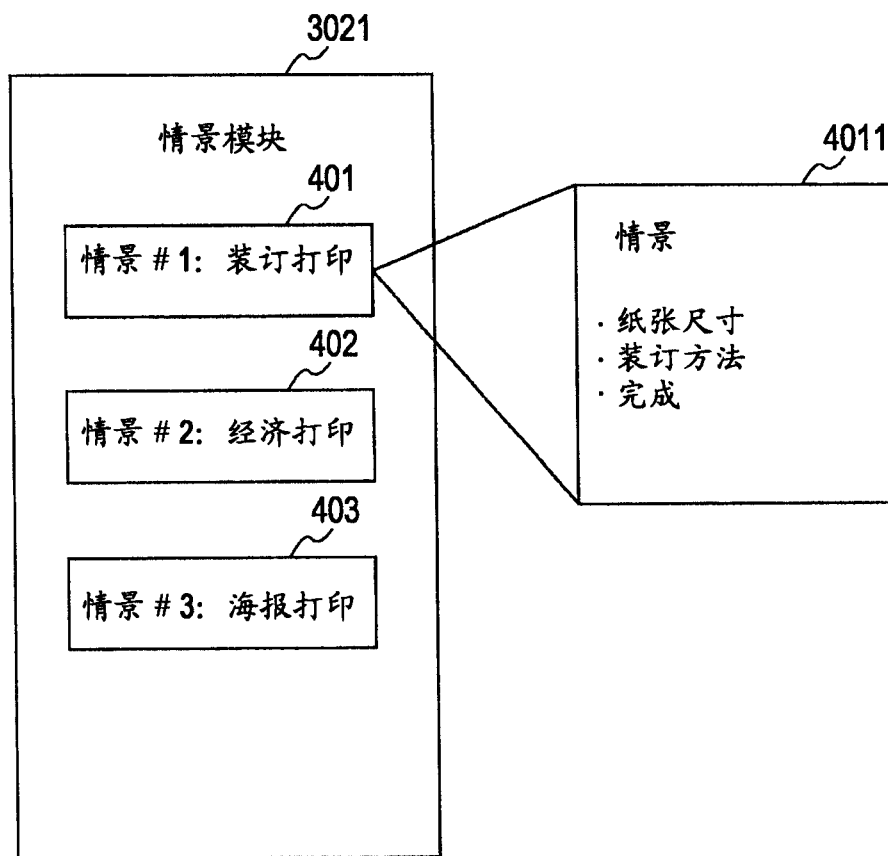 3021
情景模块
401
情景 #1: 装订打印
402
情景 #2: 经济打印
403
情景 #3: 海报打印
4011
情景
· 纸张尺寸
· 装订方法
· 完成